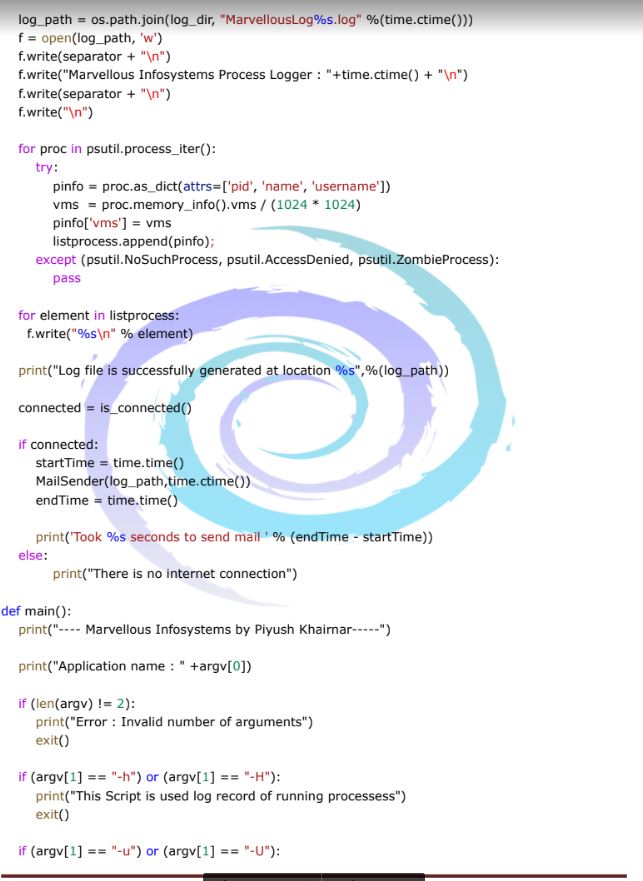 log_path = os.path.join(log_dir, "MarvellousLog%s.log" %(time.ctime()))
f = open(log_path, 'w')
f.write(separator + "\n")
f.write("Marvellous Infosystems Process Logger : "+time.ctime() + "\n")
f.write(separator + "\n")
f.write("\n")
for proc in psutil.process_iter():
try:
pinfo = proc.as_dict(attrs=['pid', 'name', 'username'])
vms = proc.memory_info().vms / (1024 * 1024)
pinfo['vms'] = vms
listprocess.append(pinfo);
except (psutil.NoSuchProcess, psutil.AccessDenied, psutil.ZombieProcess):
pass
for element in listprocess:
f.write("%s\n" % element)
print("Log file is successfully generated at location %s",%(log_path))
connected = is_connected()
if connected:
startTime = time.time()
MailSender(log_path,time.ctime())
endTime = time.time()
print('Took %s seconds to send mail ' % (endTime - startTime))
else:
print("There is no internet connection")
def main():
print("---- Marvellous Infosystems by Piyush Khairnar-----")
print("Application name : " +argv[0])
if (len(argv) != 2):
print("Error : Invalid number of arguments")
exit()
if (argv[1] == "-h") or (argv[1] == "-H"):
print("This Script is used log record of running processess")
exit()
if (argv[1] == "-u") or (argv[1] == "-U"):